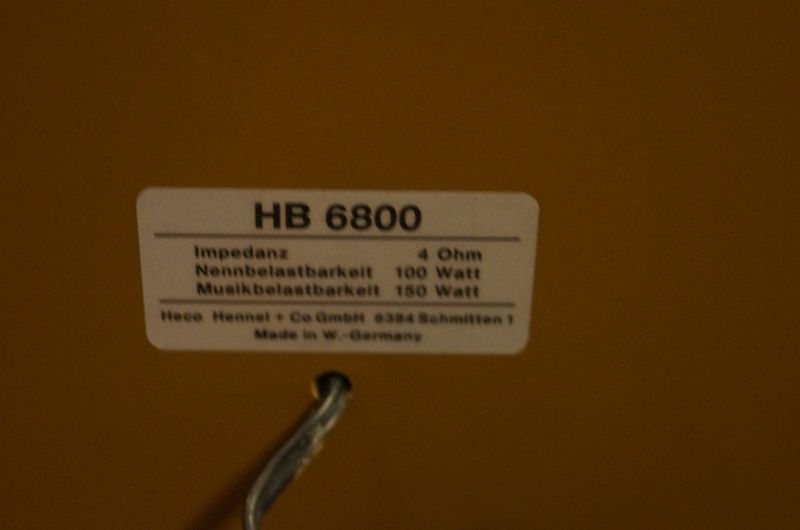 HB 6800
Impedanz 4 Ohm
Nennbelastbarkeit 100 Watt
Musikbelastbarkeit 150 Watt
Heco Hennel + Co GmbH 6384 Schmitten 1
Made in W.-Germany